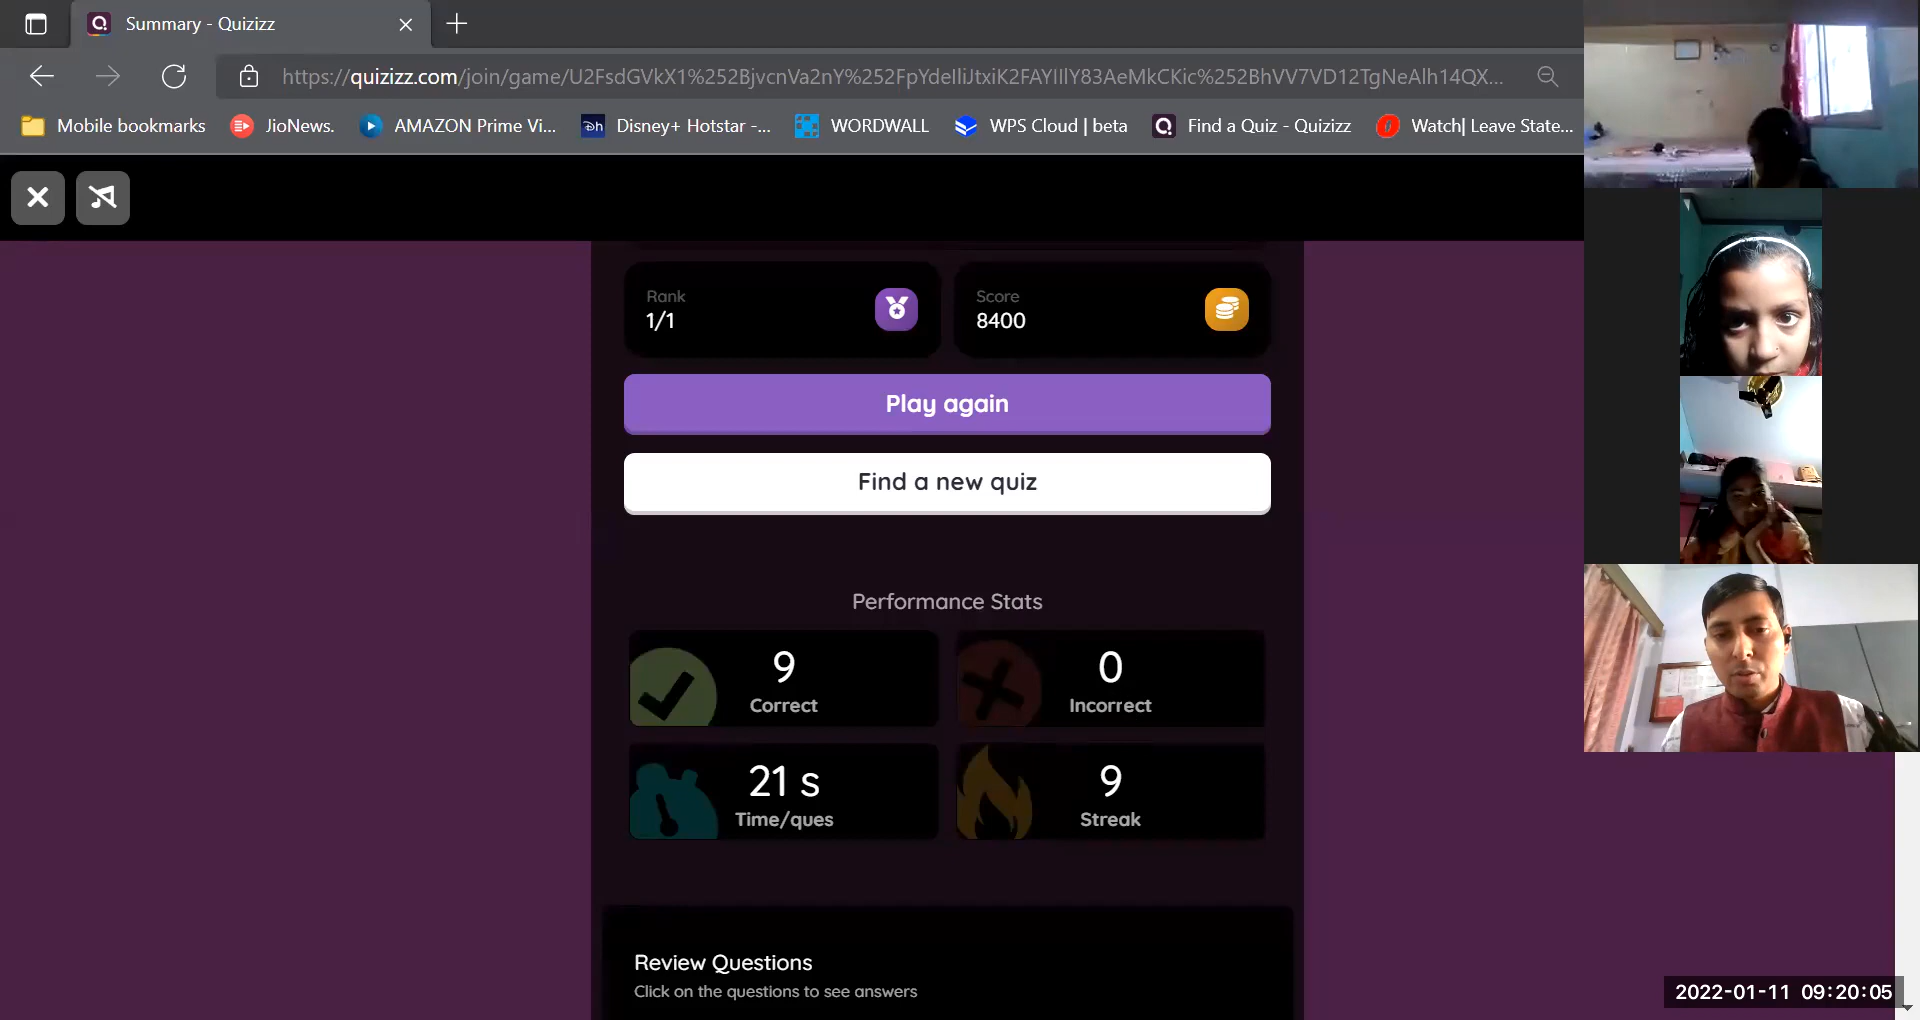 Summary - Quizizz
https://quizizz.com/join/game/U2FsdGVkX1%252BjvcnVa2nY%252FpYdeIliJtxiK2FAYIIlY83AeMkCKic%252BhVV7VD12TgNeAlh14QX...
Mobile bookmarks JioNews. AMAZON Prime Vi... Disney+ Hotstar -... WORDWALL WPS Cloud | beta Find a Quiz - Quizizz Watch| Leave State...
Rank
1/1
Score
8400
Play again
Find a new quiz
Performance Stats
9
Correct
0
Incorrect
21 s
Time/ques
9
Streak
Review Questions
Click on the questions to see answers
2022-01-11 09:20:05